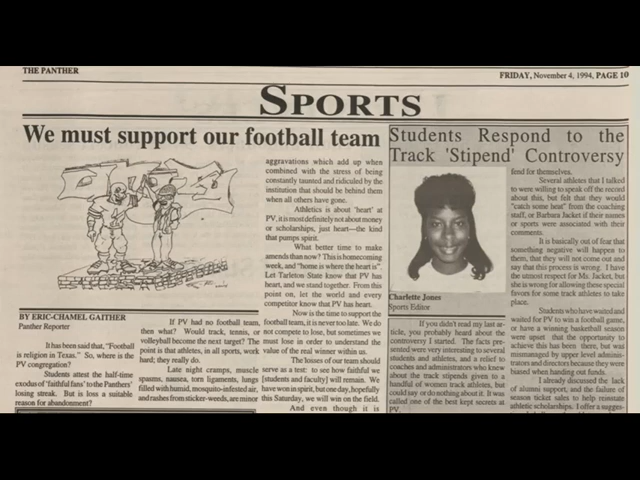 THE PANTHER
FRIDAY, November 4, 1994, PAGE 10
SPORTS
We must support our football team
BY ERIC-CHAMEL GAITHER
Panther Reporter
It has been said that, "Football
is religion in Texas." So, where is the
PV congregation?
Students attest the half-time
exodus of 'faithful fans' to the Panthers'
losing streak. But is loss a suitable
reason for abandonment?
If PV had no football team,
then what? Would track, tennis, or
volleyball become the next target? The
point is that athletes, in all sports, work
hard; they really do.
Late night cramps, muscle
spasms, nausea, torn ligaments, lungs
filled with humid, mosquito-infested air,
and rashes from sticker-weeds, are minor
aggravations which add up when
combined with the stress of being
constantly taunted and ridiculed by the
institution that should be behind them
when all others have gone.
Athletics is about 'heart' at
PV, it is most definitely not about money
or scholarships, just heart—the kind
that pumps spirit.
What better time to make
amends than now? This is homecoming
week, and "home is where the heart is".
Let Tarleton State know that PV has
heart, and we stand together. From this
point on, let the world and every
competitor know that PV has heart.
Now is the time to support the
football team, it is never too late. We do
not compete to lose, but sometimes we
must lose in order to understand the
value of the real winner within us.
The losses of our team should
serve as a test: to see how faithful we
[students and faculty] will remain. We
have won in spirit, but one day, hopefully
this Saturday, we will win on the field.
And even though it is
Students Respond to the
Track 'Stipend' Controversy
Charlette Jones
Sports Editor
If you didn't read my last ar-
ticle, you probably heard about the
controversy I started. The facts pre-
sented were very interesting to several
students and athletes, and a relief to
coaches and administrators who knew
about the track stipends given to a
handful of women track athletes, but
could say or do nothing about it. It was
called one of the best kept secrets at
PV.
fend for themselves.
Several athletes that I talked
to were willing to speak off the record
about this, but felt that they would
"catch some heat" from the coaching
staff, or Barbara Jacket if their names
or sports were associated with their
comments.
It is basically out of fear that
something negative will happen to
them, that they will not come out and
say that this process is wrong. I have
the utmost respect for Ms. Jacket, but
she is wrong for allowing these special
favors for some track athletes to take
place.
Students who have waited and
waited for PV to win a football game,
or have a winning basketball season
were upset that the opportunity to
achieve this has been there, but was
mismanaged by upper level adminis-
trators and directors because they were
biased when handing out funds.
I already discussed the lack
of alumni support, and the failure of
season ticket sales to help reinstate
athletic scholarships. I offer a sugges-